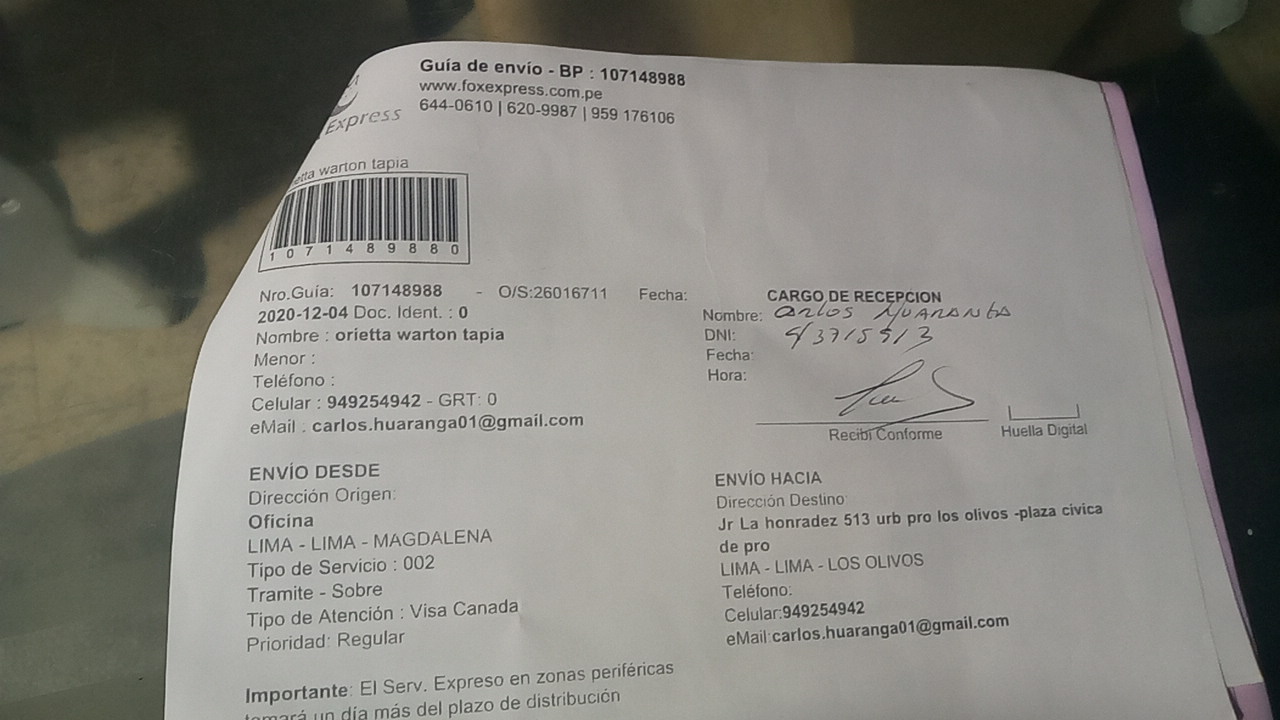 Guía de envío - BP : 107148988
www.foxexpress.com.pe
644-0610 | 620-9987 | 959 176106
Express
etta warton tapia
1 0 7 1 4 8 9 8 8 0
Nro.Guía: 107148988 - O/S:26016711 Fecha:
2020-12-04 Doc. Ident. : 0
Nombre : orietta warton tapia
Menor :
Teléfono :
Celular : 949254942 - GRT: 0
eMail : carlos.huaranga01@gmail.com
CARGO DE RECEPCION
Nombre: CARLOS HUARANGA
DNI:
Fecha:
Hora:
Recibí Conforme
Huella Digital
ENVÍO DESDE
Dirección Origen:
Oficina
LIMA - LIMA - MAGDALENA
Tipo de Servicio : 002
Tramite - Sobre
Tipo de Atención : Visa Canada
Prioridad: Regular
ENVÍO HACIA
Dirección Destino:
Jr La honradez 513 urb pro los olivos -plaza cívica
de pro
LIMA - LIMA - LOS OLIVOS
Teléfono:
Celular:949254942
eMail:carlos.huaranga01@gmail.com
Importante: El Serv. Expreso en zonas periféricas
tomará un día más del plazo de distribución